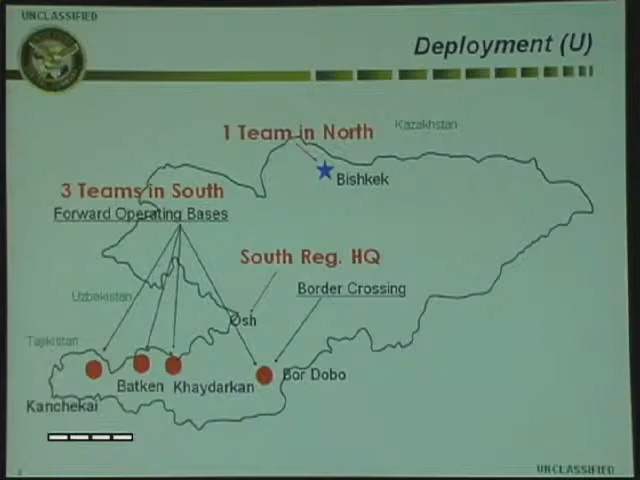 UNCLASSIFIED
Deployment (U)
1 Team in North
Kazakhstan
Bishkek
3 Teams in South
Forward Operating Bases
South Reg. HQ
Border Crossing
Uzbekistan
Osh
Tajikistan
Bor Dobo
Batken
Khaydarkan
Kanchekai
UNCLASSIFIED